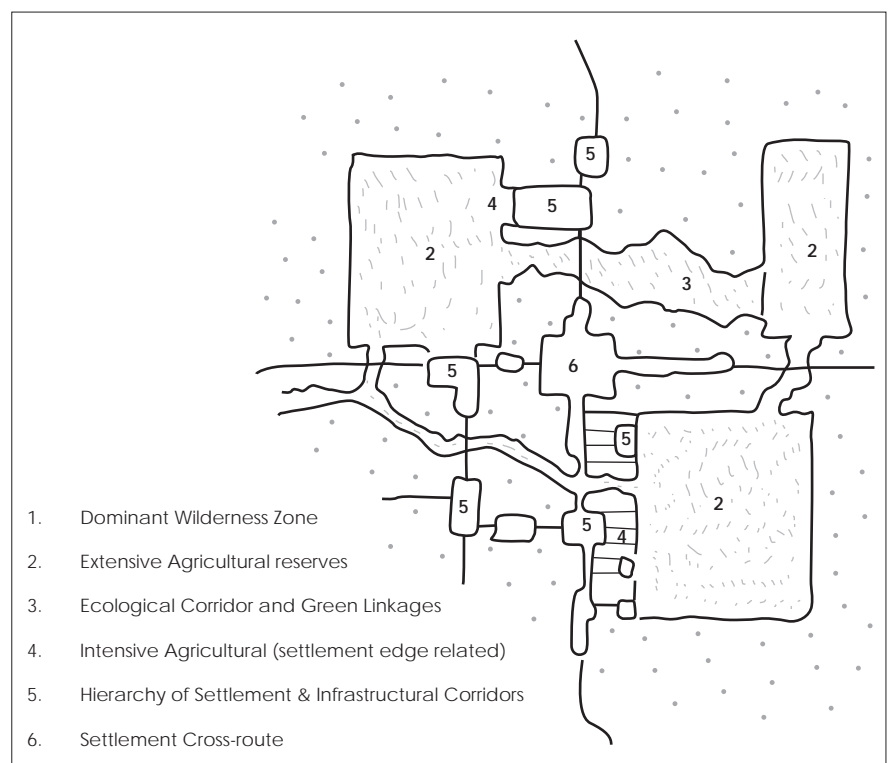 5
4
5
2
2
3
5
6
5
2
5
5
4
1. Dominant Wilderness Zone
2. Extensive Agricultural reserves
3. Ecological Corridor and Green Linkages
4. Intensive Agricultural (settlement edge related)
5. Hierarchy of Settlement & Infrastructural Corridors
6. Settlement Cross-route